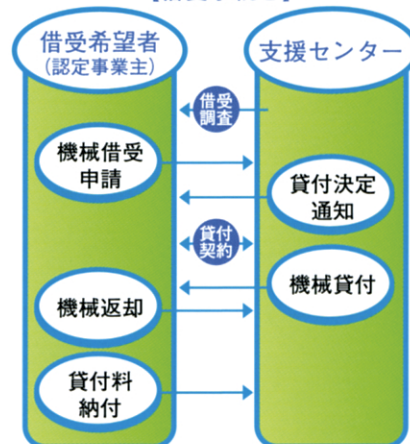 借受希望者
(認定事業主)
支援センター
借受
調査
機械借受
申請
貸付決定
通知
貸付
契約
機械貸付
機械返却
貸付料
納付